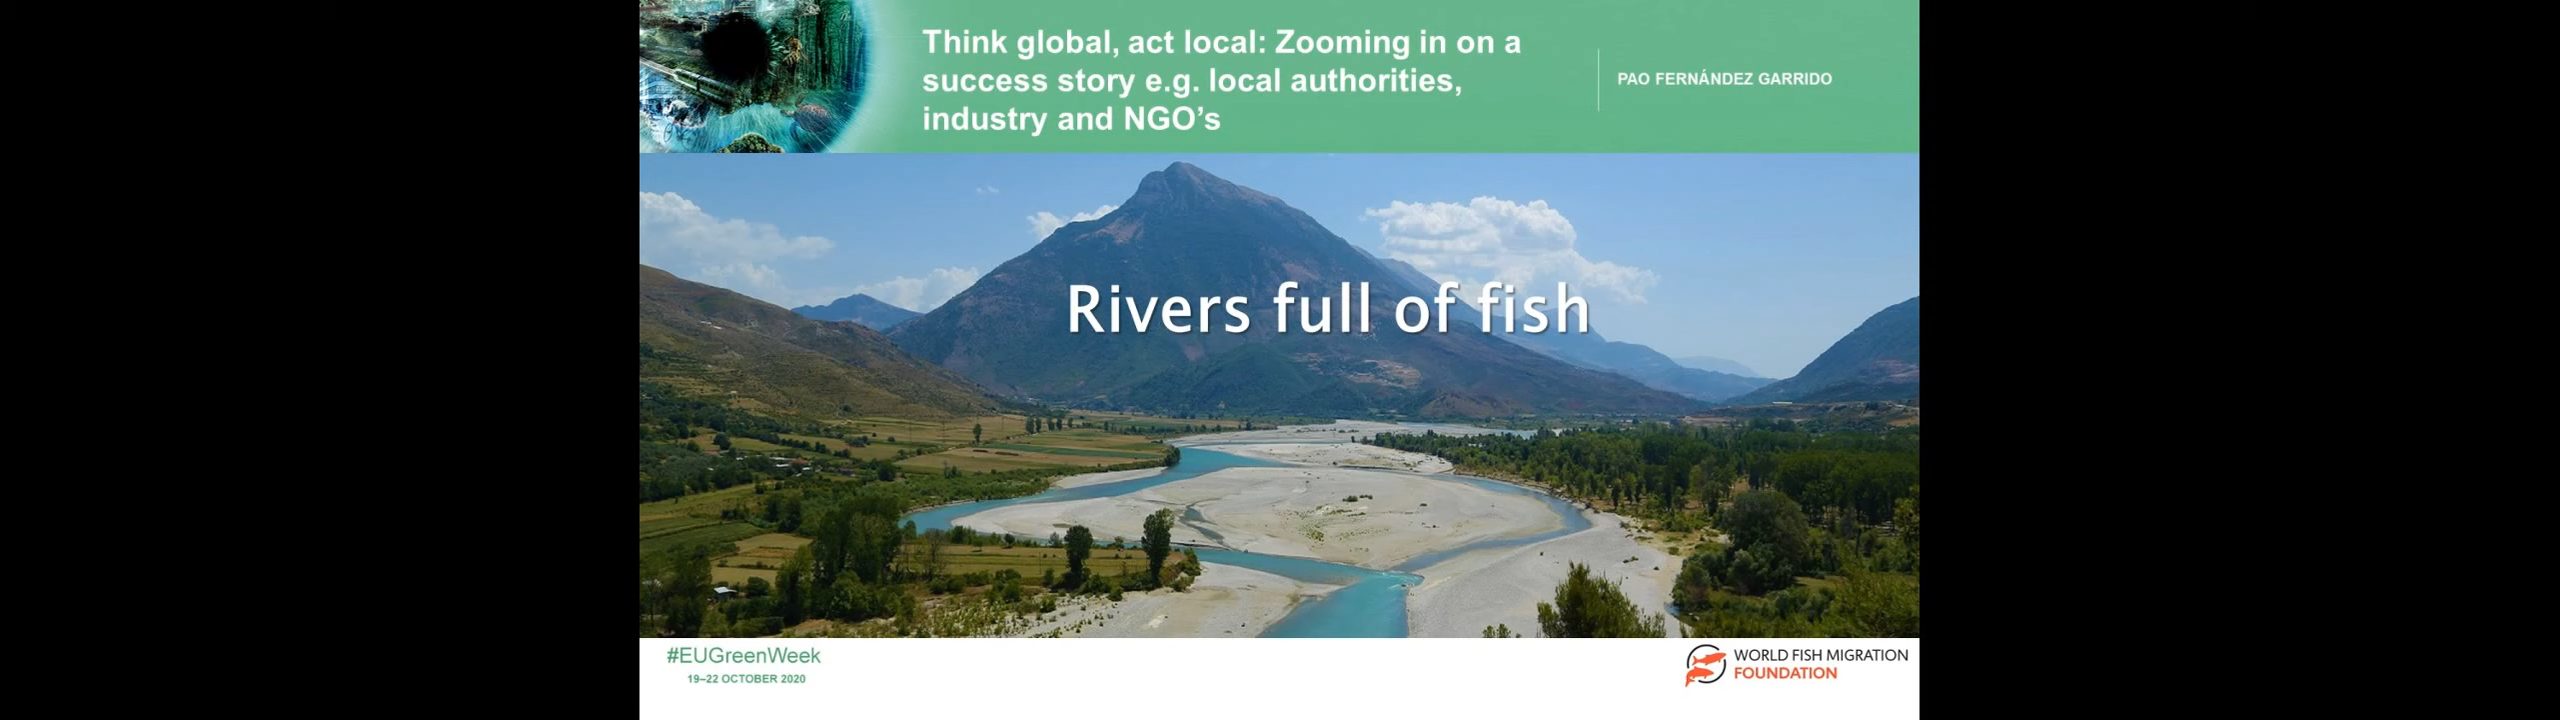 Think global, act local: Zooming in on a
success story e.g. local authorities,
industry and NGO’s
PAO FERNÁNDEZ GARRIDO
Rivers full of fish
#EUGreenWeek
19–22 OCTOBER 2020
WORLD FISH MIGRATION
FOUNDATION